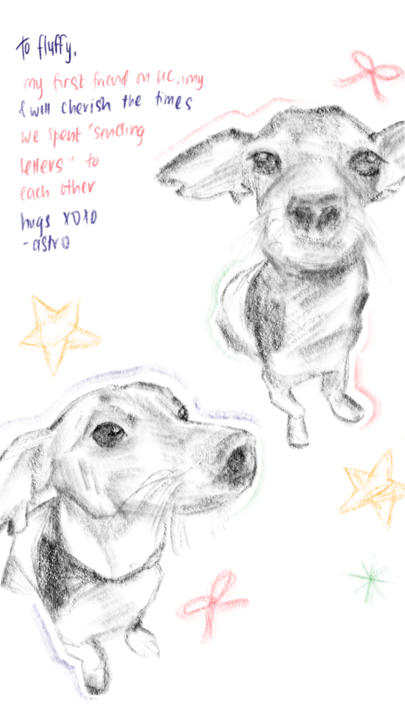 to fluffy,
my first friend on uc, imy
& will cherish the times
we spent "sending
letters" to
each other
hugs xoxo
-astro